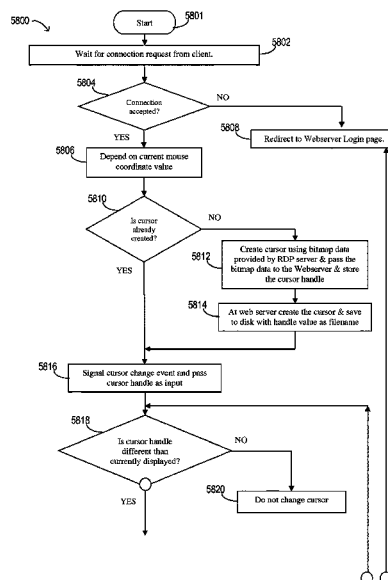 5800
Start
5801
Wait for connection request from client.
5802
5804
Connection
accepted?
NO
YES
5808
Redirect to Webserver Login page.
5806
Depend on current mouse
coordinate value
5810
Is cursor
already
created?
NO
YES
5812
Create cursor using bitmap data
provided by RDP server & pass the
bitmap data to the Webserver & store
the cursor handle
5814
At web server create the cursor & save
to disk with handle value as filename
5816
Signal cursor change event and pass
cursor handle as input
5818
Is cursor handle
different than
currently displayed?
NO
YES
5820
Do not change cursor